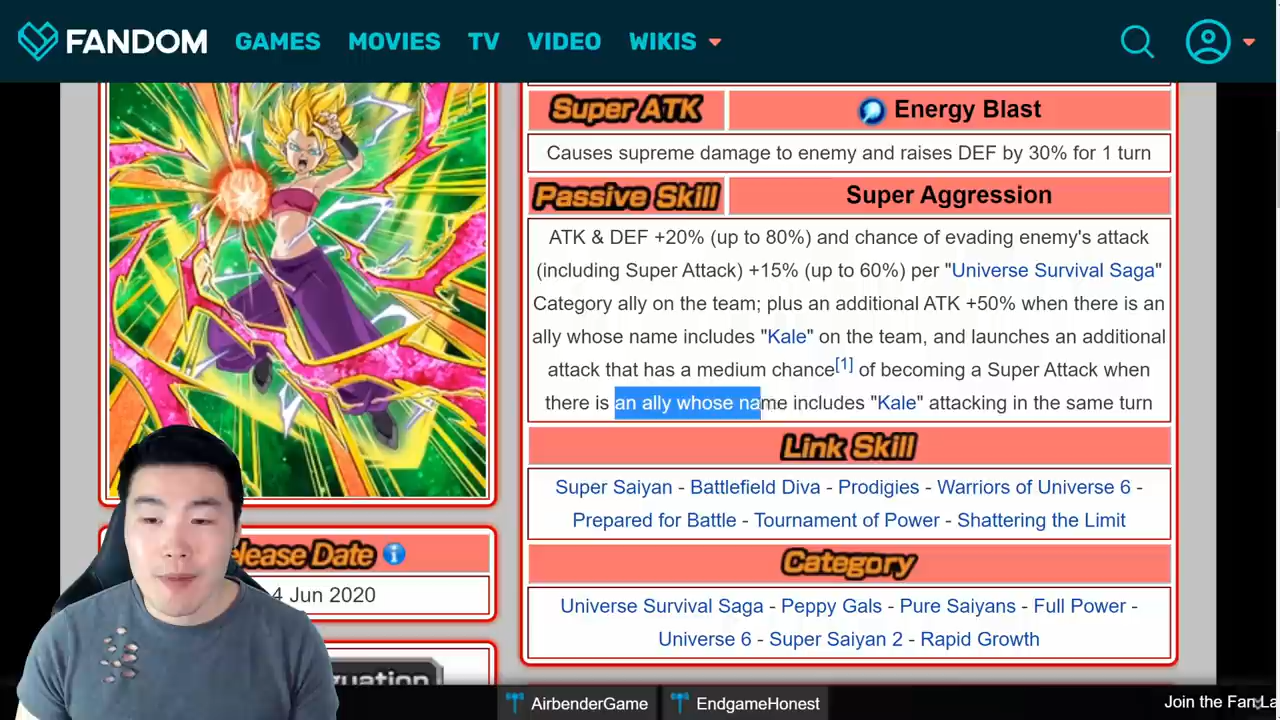 FANDOM GAMES MOVIES TV VIDEO WIKIS
Super ATK Energy Blast
Causes supreme damage to enemy and raises DEF by 30% for 1 turn
Passive Skill Super Aggression
ATK & DEF +20% (up to 80%) and chance of evading enemy's attack
(including Super Attack) +15% (up to 60%) per "Universe Survival Saga"
Category ally on the team; plus an additional ATK +50% when there is an
ally whose name includes "Kale" on the team, and launches an additional
attack that has a medium chance[1] of becoming a Super Attack when
there is an ally whose name includes "Kale" attacking in the same turn
Link Skill
Super Saiyan - Battlefield Diva - Prodigies - Warriors of Universe 6 -
Prepared for Battle - Tournament of Power - Shattering the Limit
Category
Universe Survival Saga - Peppy Gals - Pure Saiyans - Full Power -
Universe 6 - Super Saiyan 2 - Rapid Growth
elease Date
4 Jun 2020
AirbenderGame EndgameHonest Join the Fan